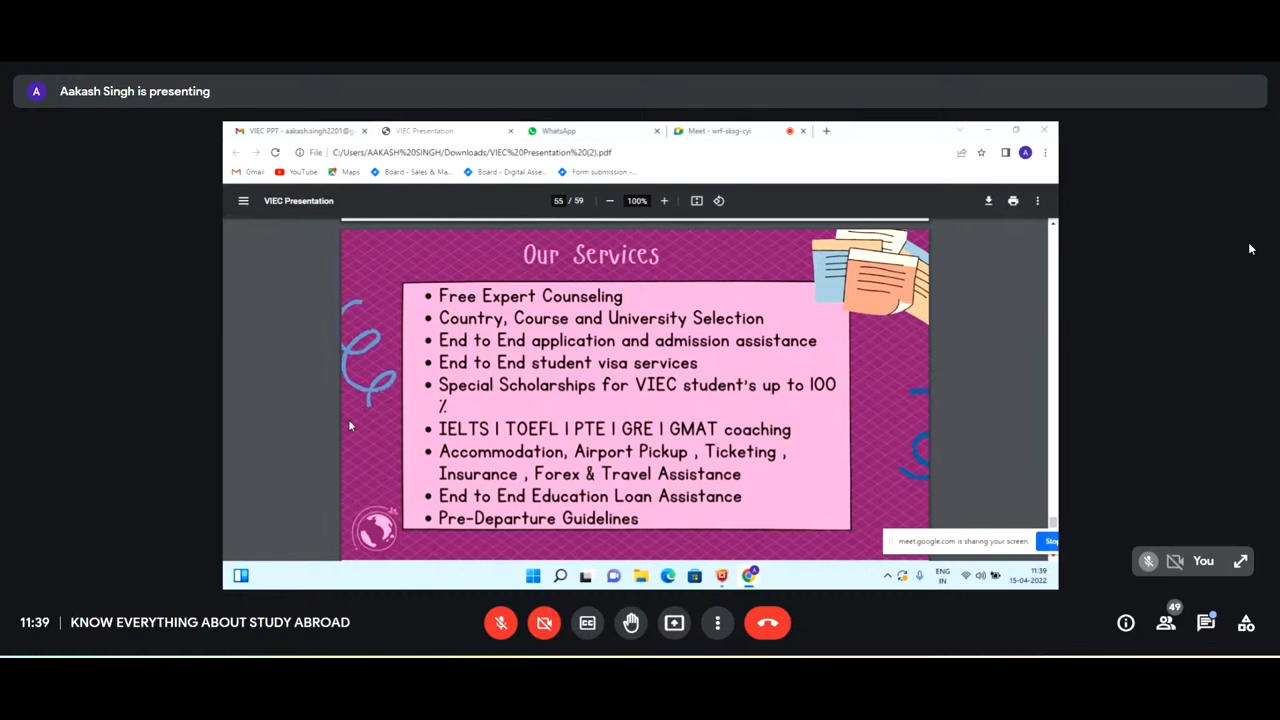 A Aakash Singh is presenting
VIEC PPT - aakash.singh2201@g VIEC Presentation WhatsApp Meet - wrf-sksg-cyi
File C:/Users/AAKASH%20SINGH/Downloads/VIEC%20Presentation%20(2).pdf A
Gmail YouTube Maps Board - Sales & Ma... Board - Digital Asse... Form submission -...
VIEC Presentation 55 / 59 100%
Our Services
• Free Expert Counseling
• Country, Course and University Selection
• End to End application and admission assistance
• End to End student visa services
• Special Scholarships for VIEC student's up to 100
%
• IELTS | TOEFL | PTE | GRE | GMAT coaching
• Accommodation, Airport Pickup , Ticketing ,
Insurance , Forex & Travel Assistance
• End to End Education Loan Assistance
• Pre-Departure Guidelines
meet.google.com is sharing your screen. Stop
You
ENG 11:39
IN 15-04-2022
49
11:39 | KNOW EVERYTHING ABOUT STUDY ABROAD